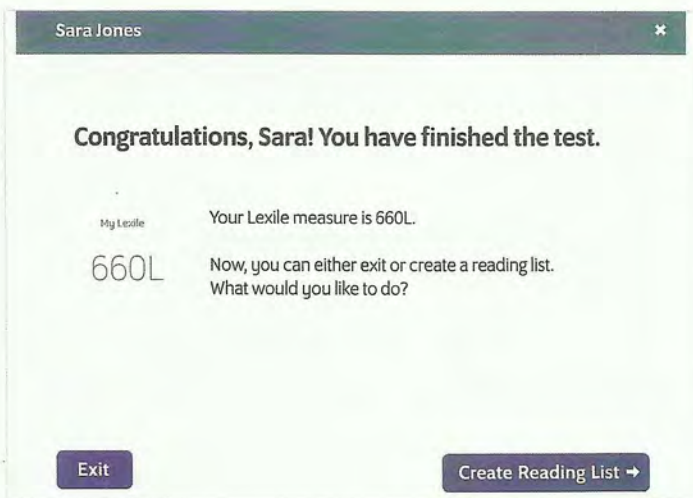 Sara Jones ×
Congratulations, Sara! You have finished the test.
My Lexile
660L
Your Lexile measure is 660L.
Now, you can either exit or create a reading list.
What would you like to do?
Exit
Create Reading List →